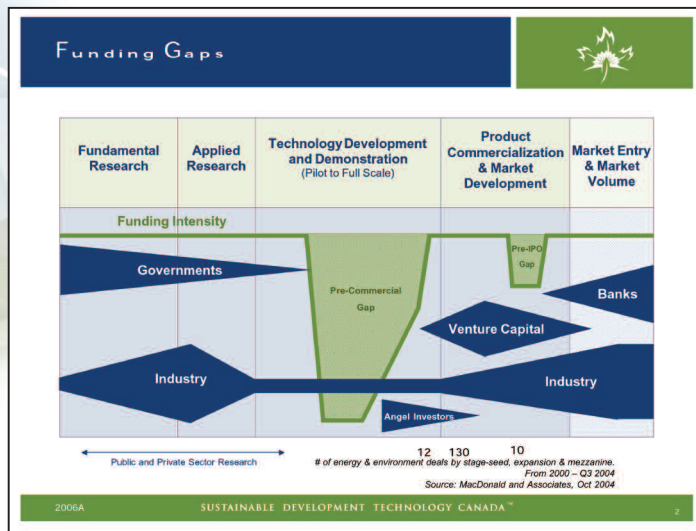 Funding Gaps
Fundamental
Research
Applied
Research
Technology Development
and Demonstration
(Pilot to Full Scale)
Product
Commercialization
& Market
Development
Market Entry
& Market
Volume
Funding Intensity
Governments
Pre-Commercial
Gap
Pre-IPO
Gap
Banks
Venture Capital
Industry
Industry
Angel Investors
Public and Private Sector Research
12 130 10
# of energy & environment deals by stage-seed, expansion & mezzanine.
From 2000 – Q3 2004
Source: MacDonald and Associates, Oct 2004
2006A
SUSTAINABLE DEVELOPMENT TECHNOLOGY CANADA™
2